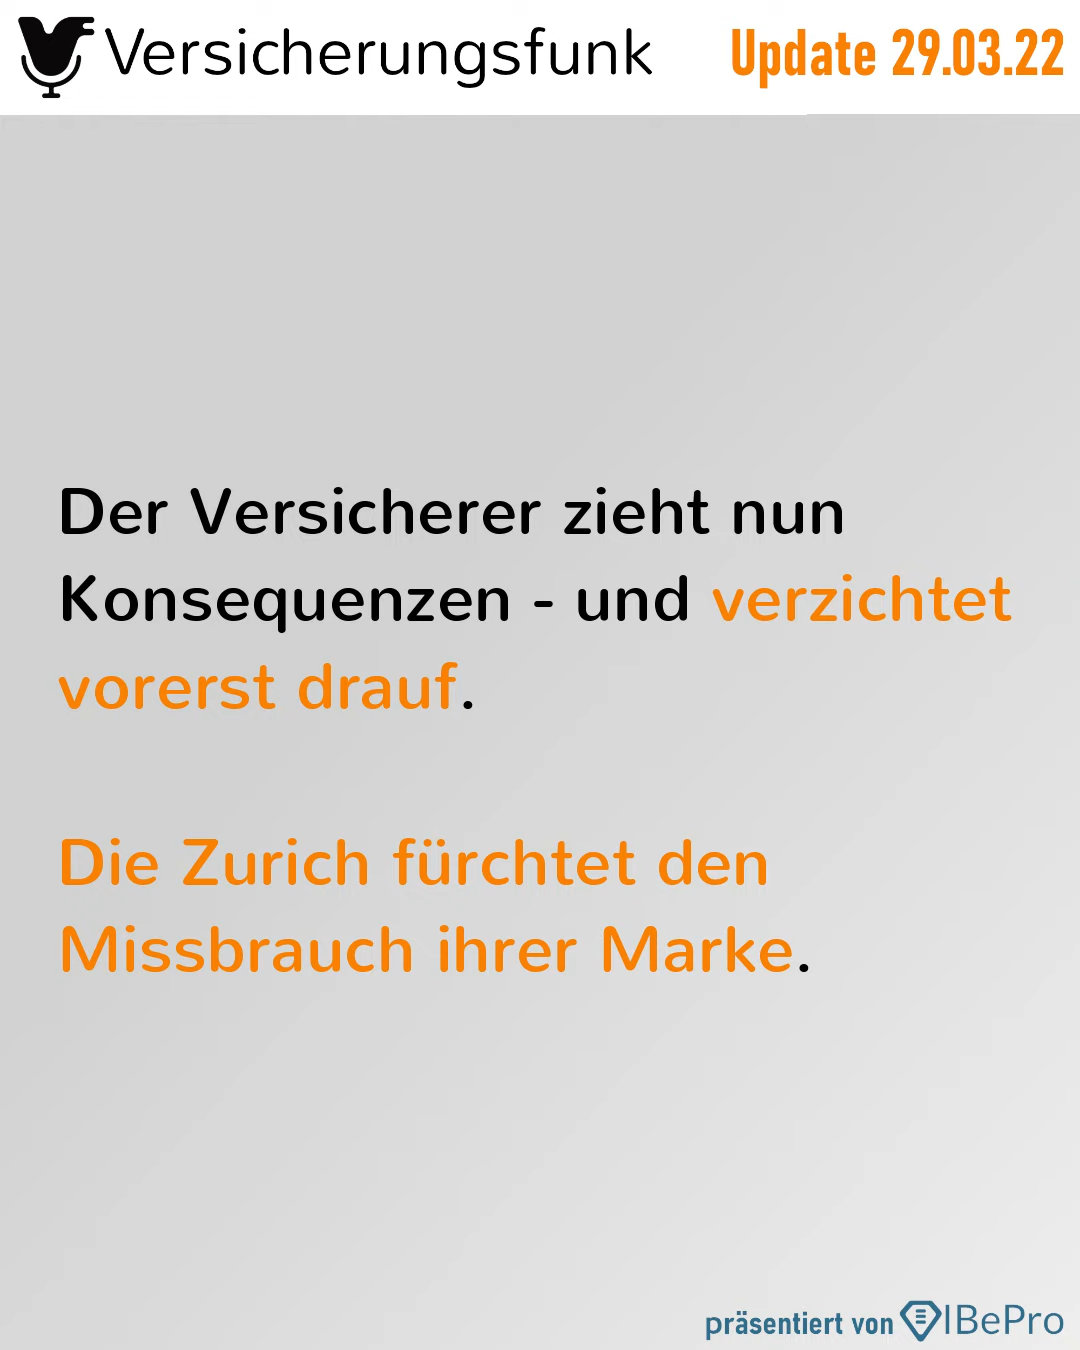 Versicherungsfunk
Update 29.03.22
Der Versicherer zieht nun
Konsequenzen - und verzichtet
vorerst drauf.
Die Zurich fürchtet den
Missbrauch ihrer Marke.
präsentiert von IBePro